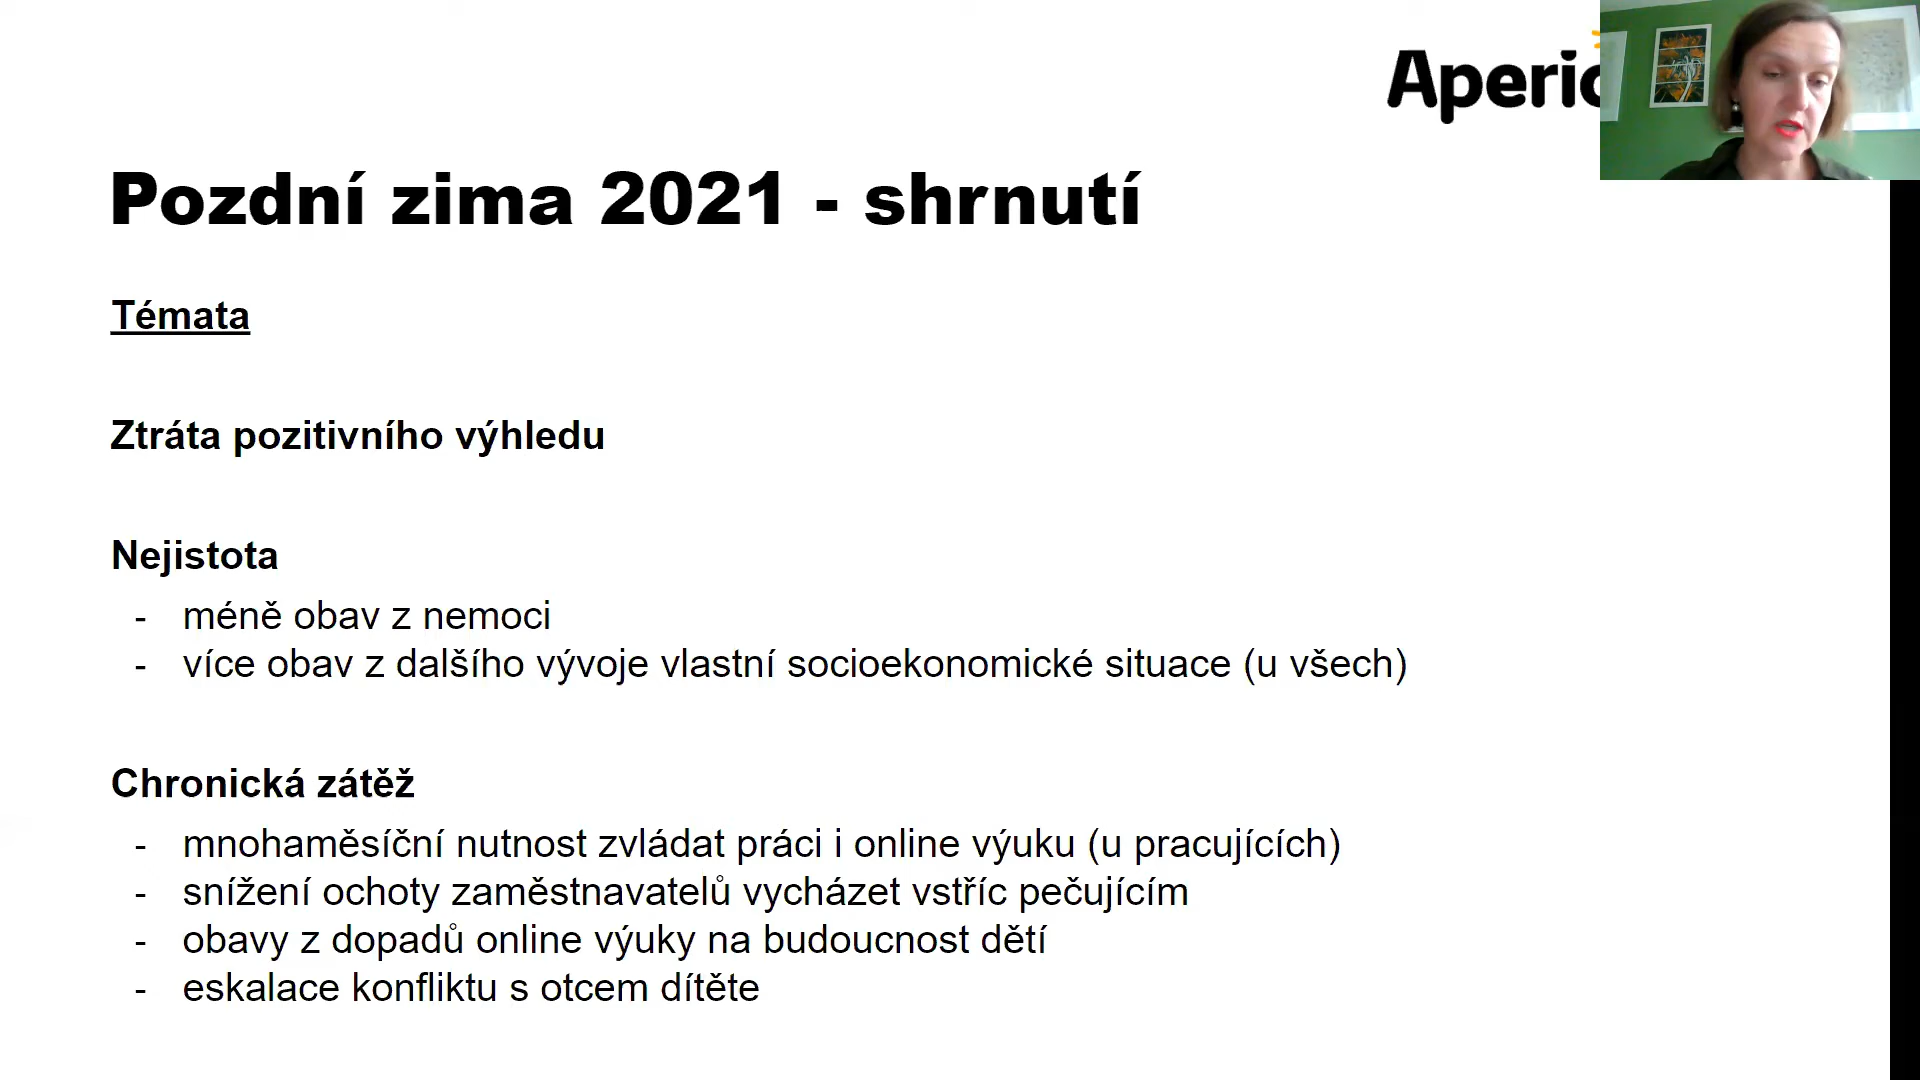 Pozdní zima 2021 - shrnutí
Témata
Ztráta pozitivního výhledu
Nejistota
- méně obav z nemoci
- více obav z dalšího vývoje vlastní socioekonomické situace (u všech)
Chronická zátěž
- mnohaměsíční nutnost zvládat práci i online výuku (u pracujících)
- snížení ochoty zaměstnavatelů vycházet vstříc pečujícím
- obavy z dopadů online výuky na budoucnost dětí
- eskalace konfliktu s otcem dítěte